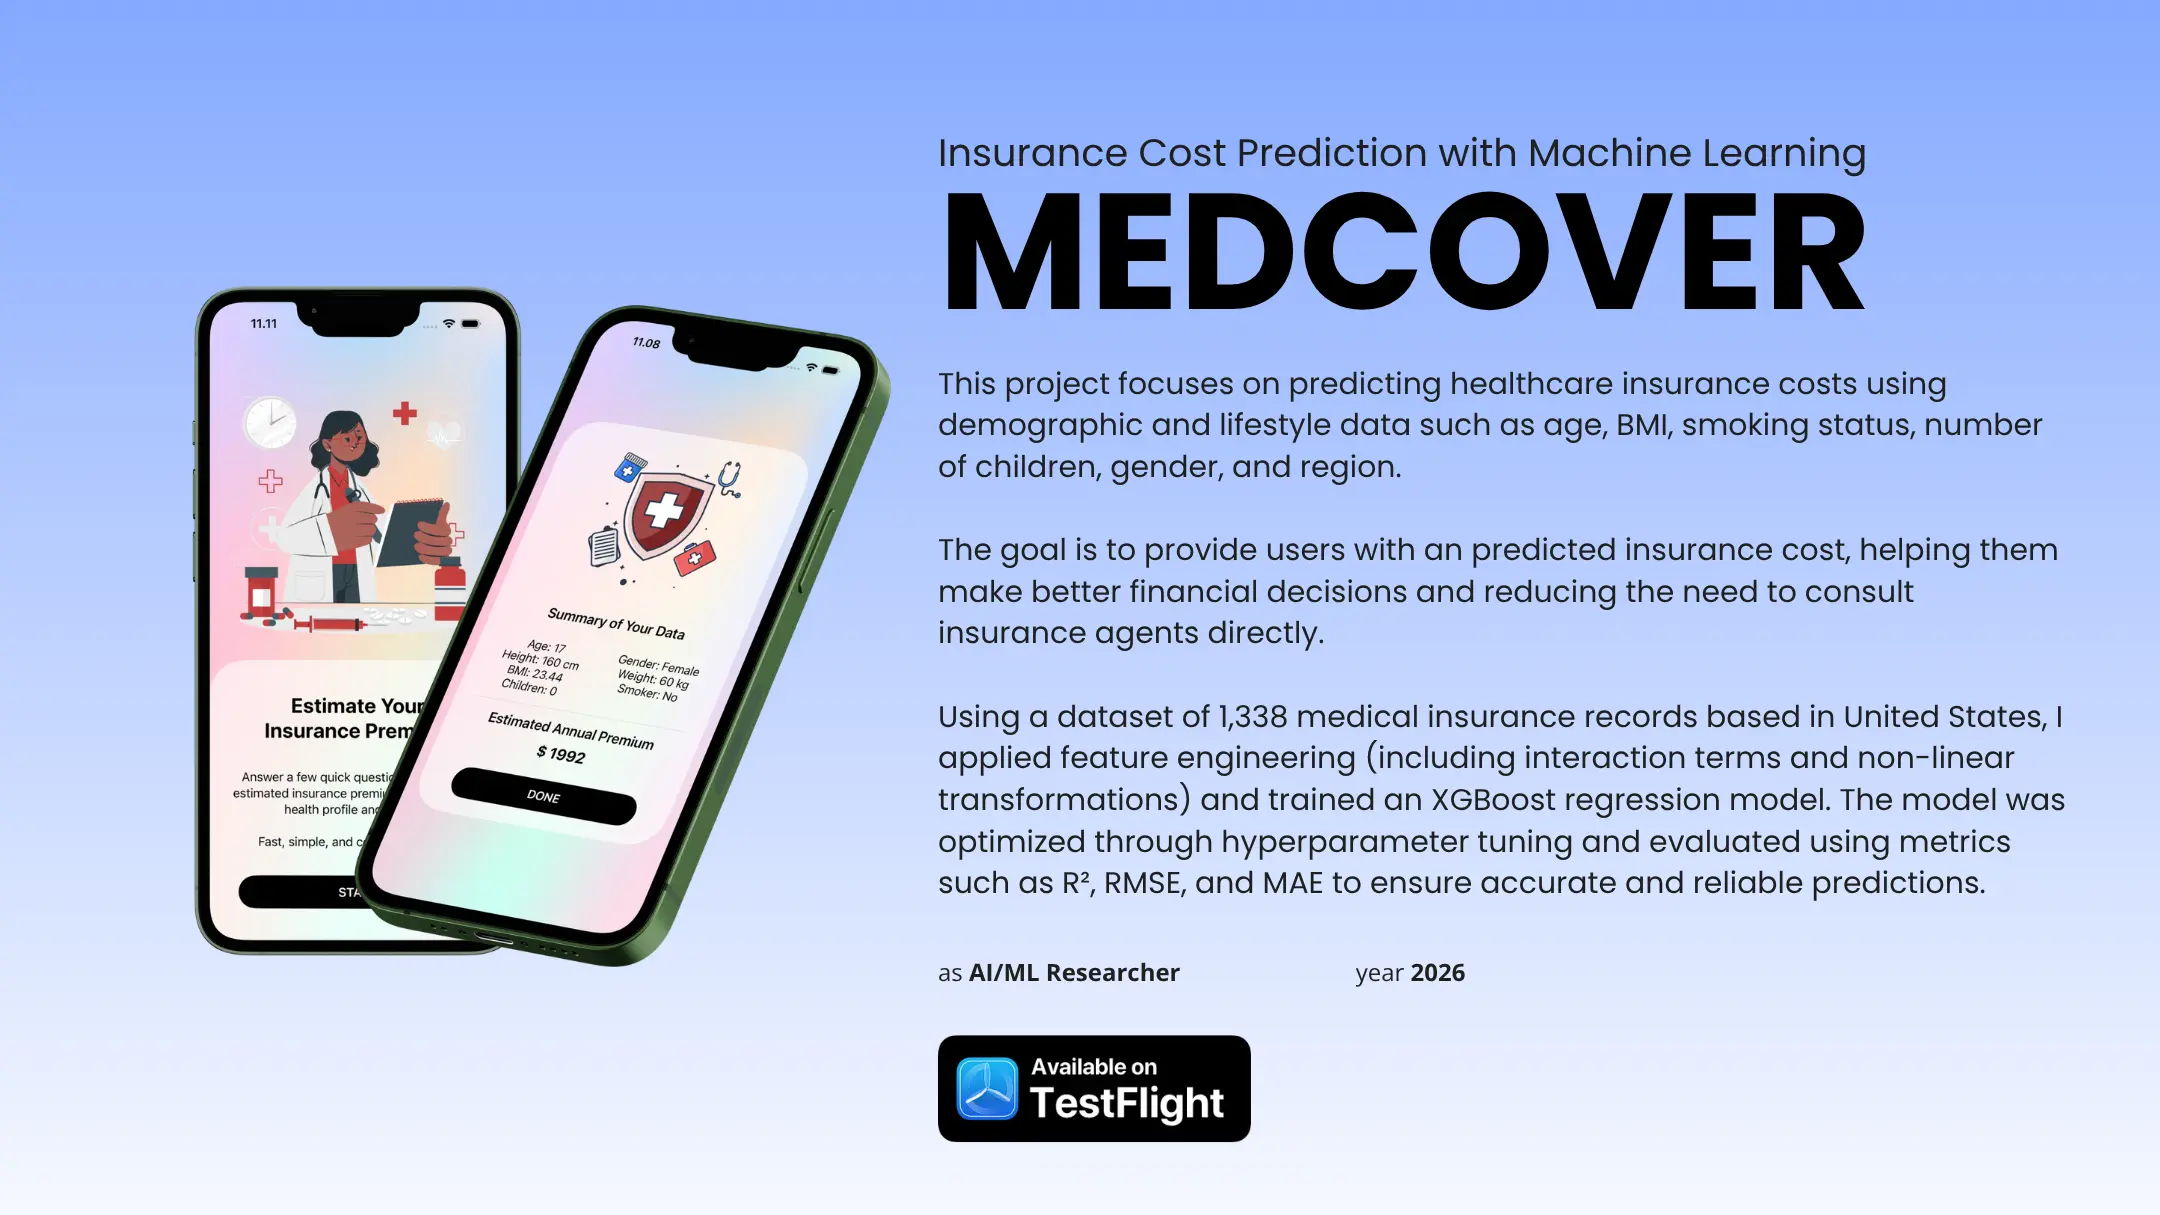 Insurance Cost Prediction with Machine Learning
MEDCOVER
This project focuses on predicting healthcare insurance costs using
demographic and lifestyle data such as age, BMI, smoking status, number
of children, gender, and region.
The goal is to provide users with an predicted insurance cost, helping them
make better financial decisions and reducing the need to consult
insurance agents directly.
Using a dataset of 1,338 medical insurance records based in United States, I
applied feature engineering (including interaction terms and non-linear
transformations) and trained an XGBoost regression model. The model was
optimized through hyperparameter tuning and evaluated using metrics
such as R², RMSE, and MAE to ensure accurate and reliable predictions.
as AI/ML Researcher
year 2026
Available on
TestFlight
11.11
Estimate Your
Insurance
Answer a few quick
estimated insurance
health profile
Fast, simple, and
11.08
Summary of Your Data
Age: 17
Height: 160 cm
BMI: 23.44
Children: 0
Gender: Female
Weight: 60 kg
Smoker: No
Estimated Annual Premium
$ 1992
DONE